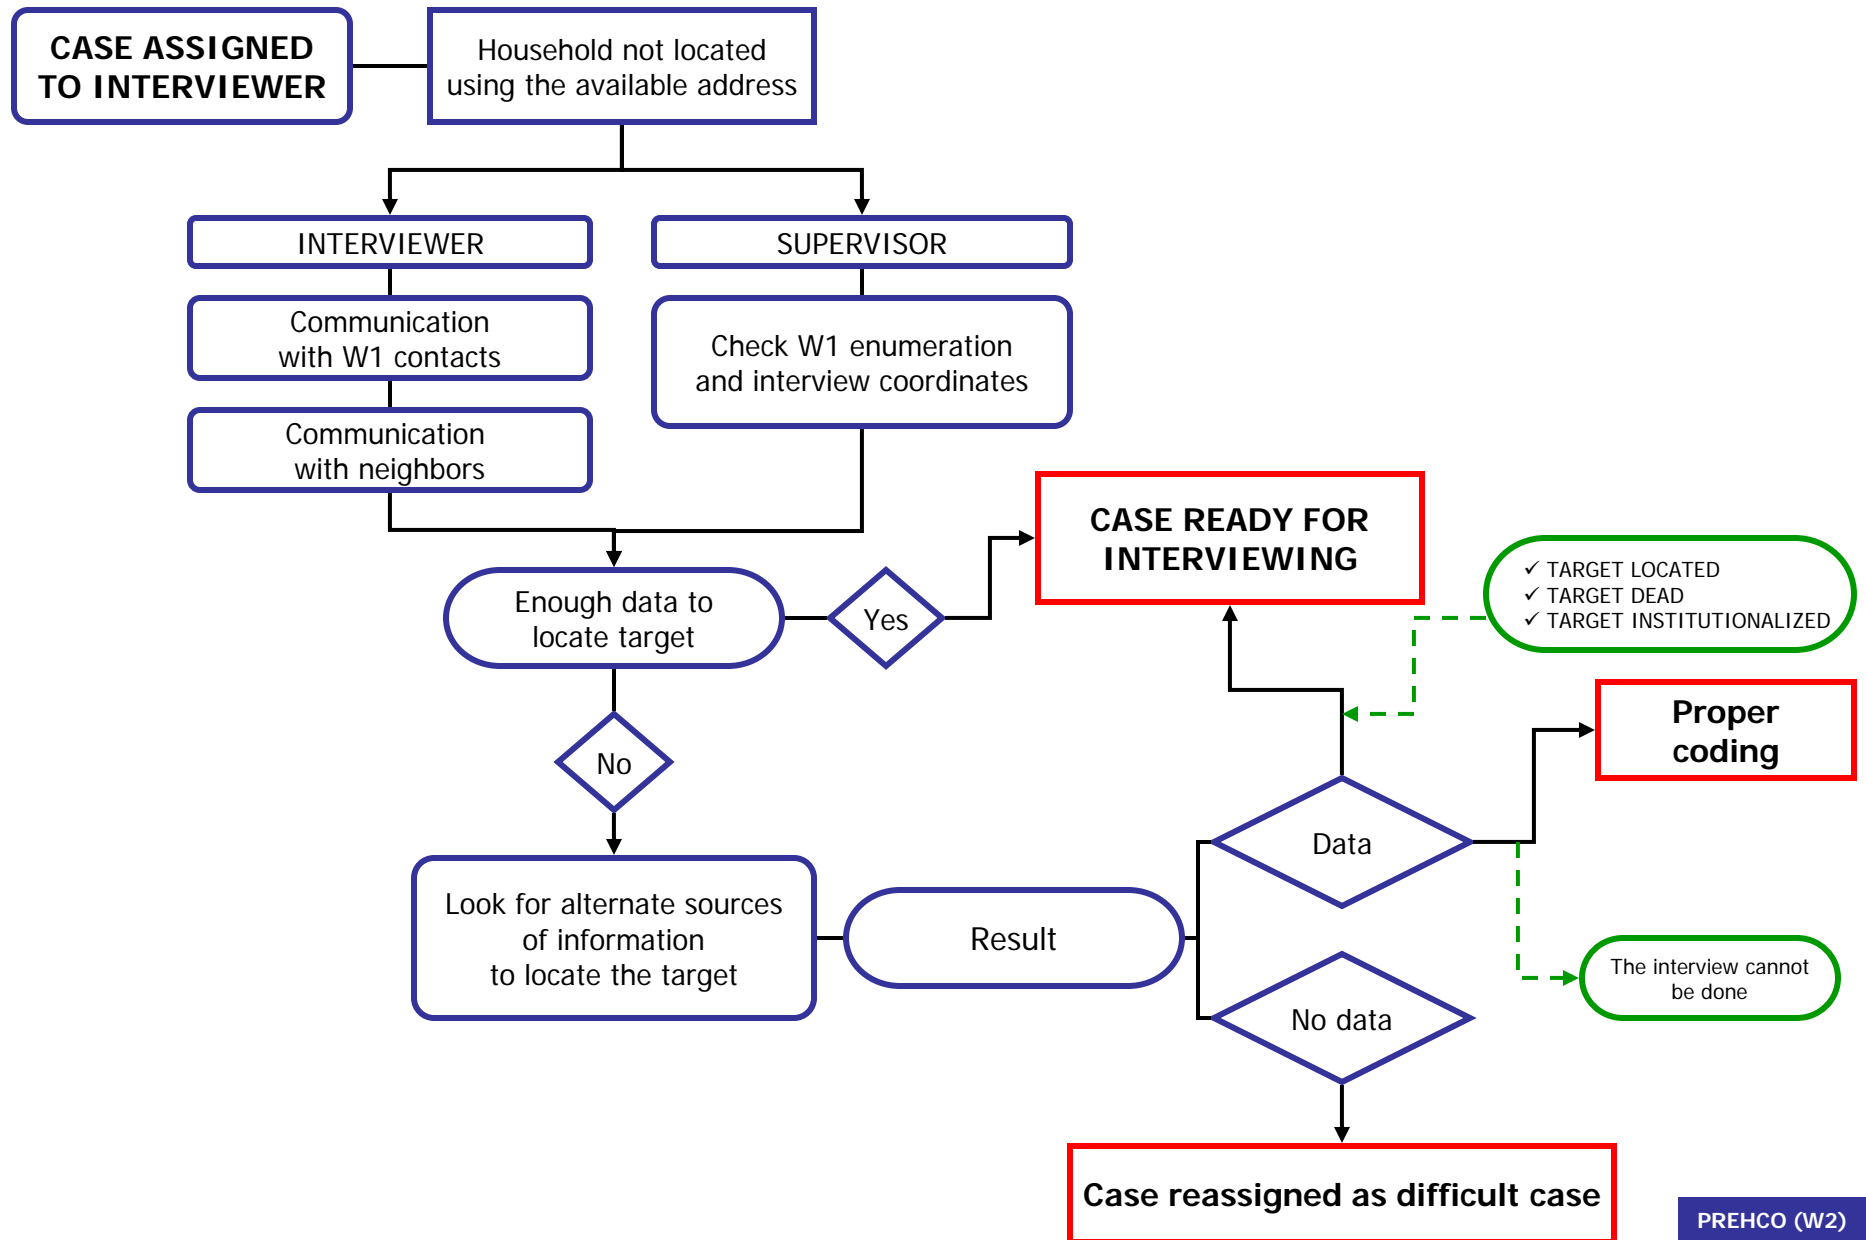 CASE ASSIGNED
TO INTERVIEWER
Household not located
using the available address
INTERVIEWER
SUPERVISOR
Communication
with W1 contacts
Check W1 enumeration
and interview coordinates
Communication
with neighbors
CASE READY FOR
INTERVIEWING
✓ TARGET LOCATED
✓ TARGET DEAD
✓ TARGET INSTITUTIONALIZED
Enough data to
locate target
Yes
Proper
coding
No
Data
Look for alternate sources
of information
to locate the target
Result
The interview cannot
be done
No data
Case reassigned as difficult case
PREHCO (W2)